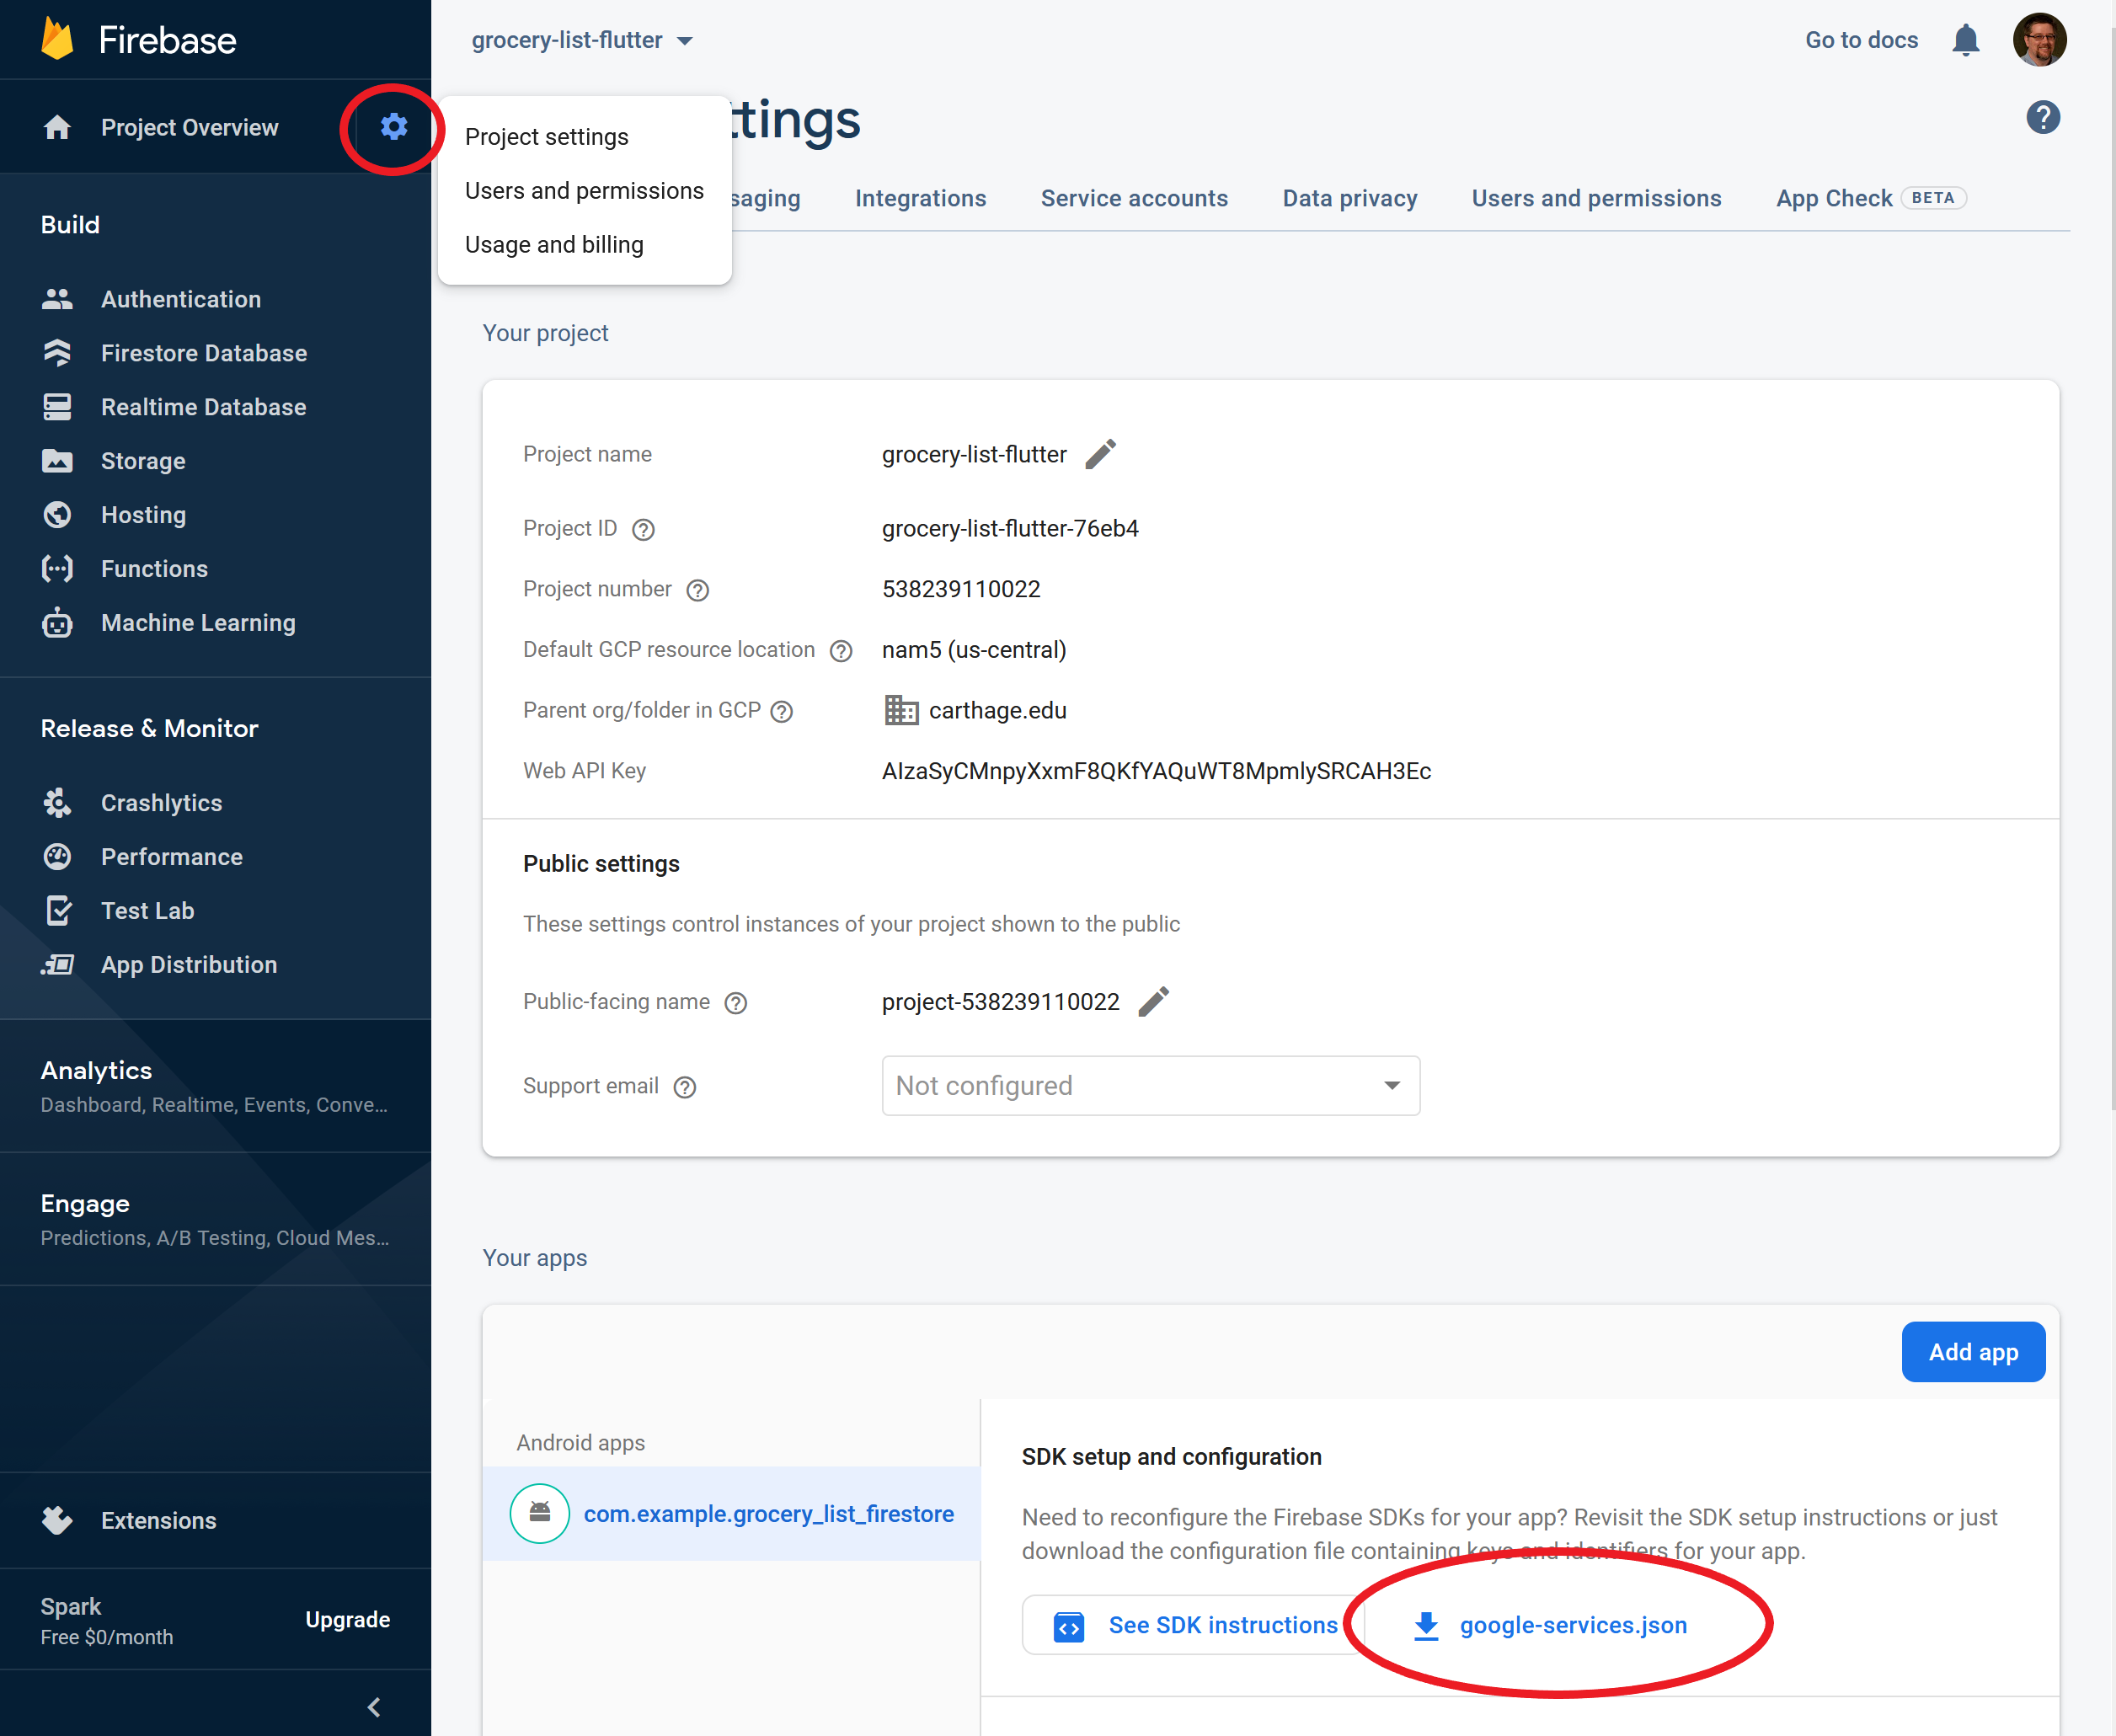 Firebase
Project Overview
Build
Authentication
Firestore Database
Realtime Database
Storage
Hosting
Functions
Machine Learning
Release & Monitor
Crashlytics
Performance
Test Lab
App Distribution
Analytics
Dashboard, Realtime, Events, Conve...
Engage
Predictions, A/B Testing, Cloud Mes...
Extensions
Spark
Free $0/month
Upgrade
grocery-list-flutter
Go to docs
Project settings
Users and permissions
Usage and billing
ttings
saging Integrations Service accounts Data privacy Users and permissions App Check BETA
Your project
Project name grocery-list-flutter
Project ID grocery-list-flutter-76eb4
Project number 538239110022
Default GCP resource location nam5 (us-central)
Parent org/folder in GCP carthage.edu
Web API Key AIzaSyCMnpyXxmF8QKfYAQuWT8MpmlySRCAH3Ec
Public settings
These settings control instances of your project shown to the public
Public-facing name project-538239110022
Support email Not configured
Your apps
Add app
Android apps
com.example.grocery_list_firestore
SDK setup and configuration
Need to reconfigure the Firebase SDKs for your app? Revisit the SDK setup instructions or just
download the configuration file containing keys and identifiers for your app.
See SDK instructions google-services.json